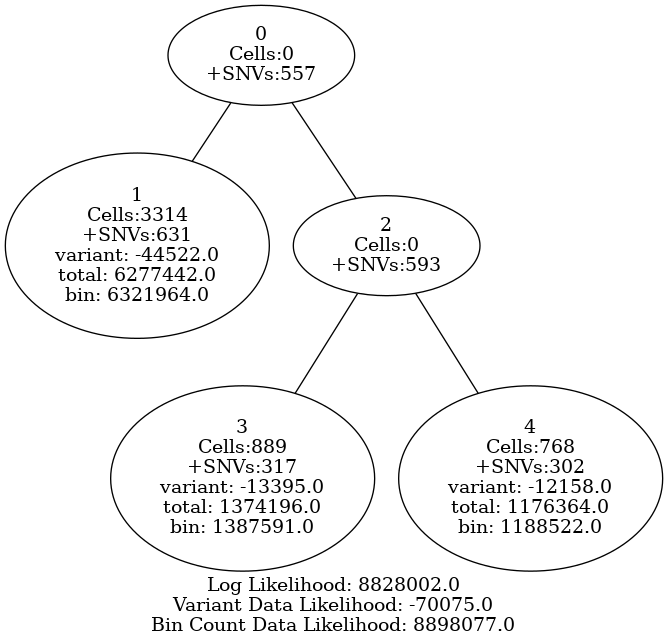 0
Cells:0
+SNVs:557
1
Cells:3314
+SNVs:631
variant: -44522.0
total: 6277442.0
bin: 6321964.0
2
Cells:0
+SNVs:593
3
Cells:889
+SNVs:317
variant: -13395.0
total: 1374196.0
bin: 1387591.0
4
Cells:768
+SNVs:302
variant: -12158.0
total: 1176364.0
bin: 1188522.0
Log Likelihood: 8828002.0
Variant Data Likelihood: -70075.0
Bin Count Data Likelihood: 8898077.0